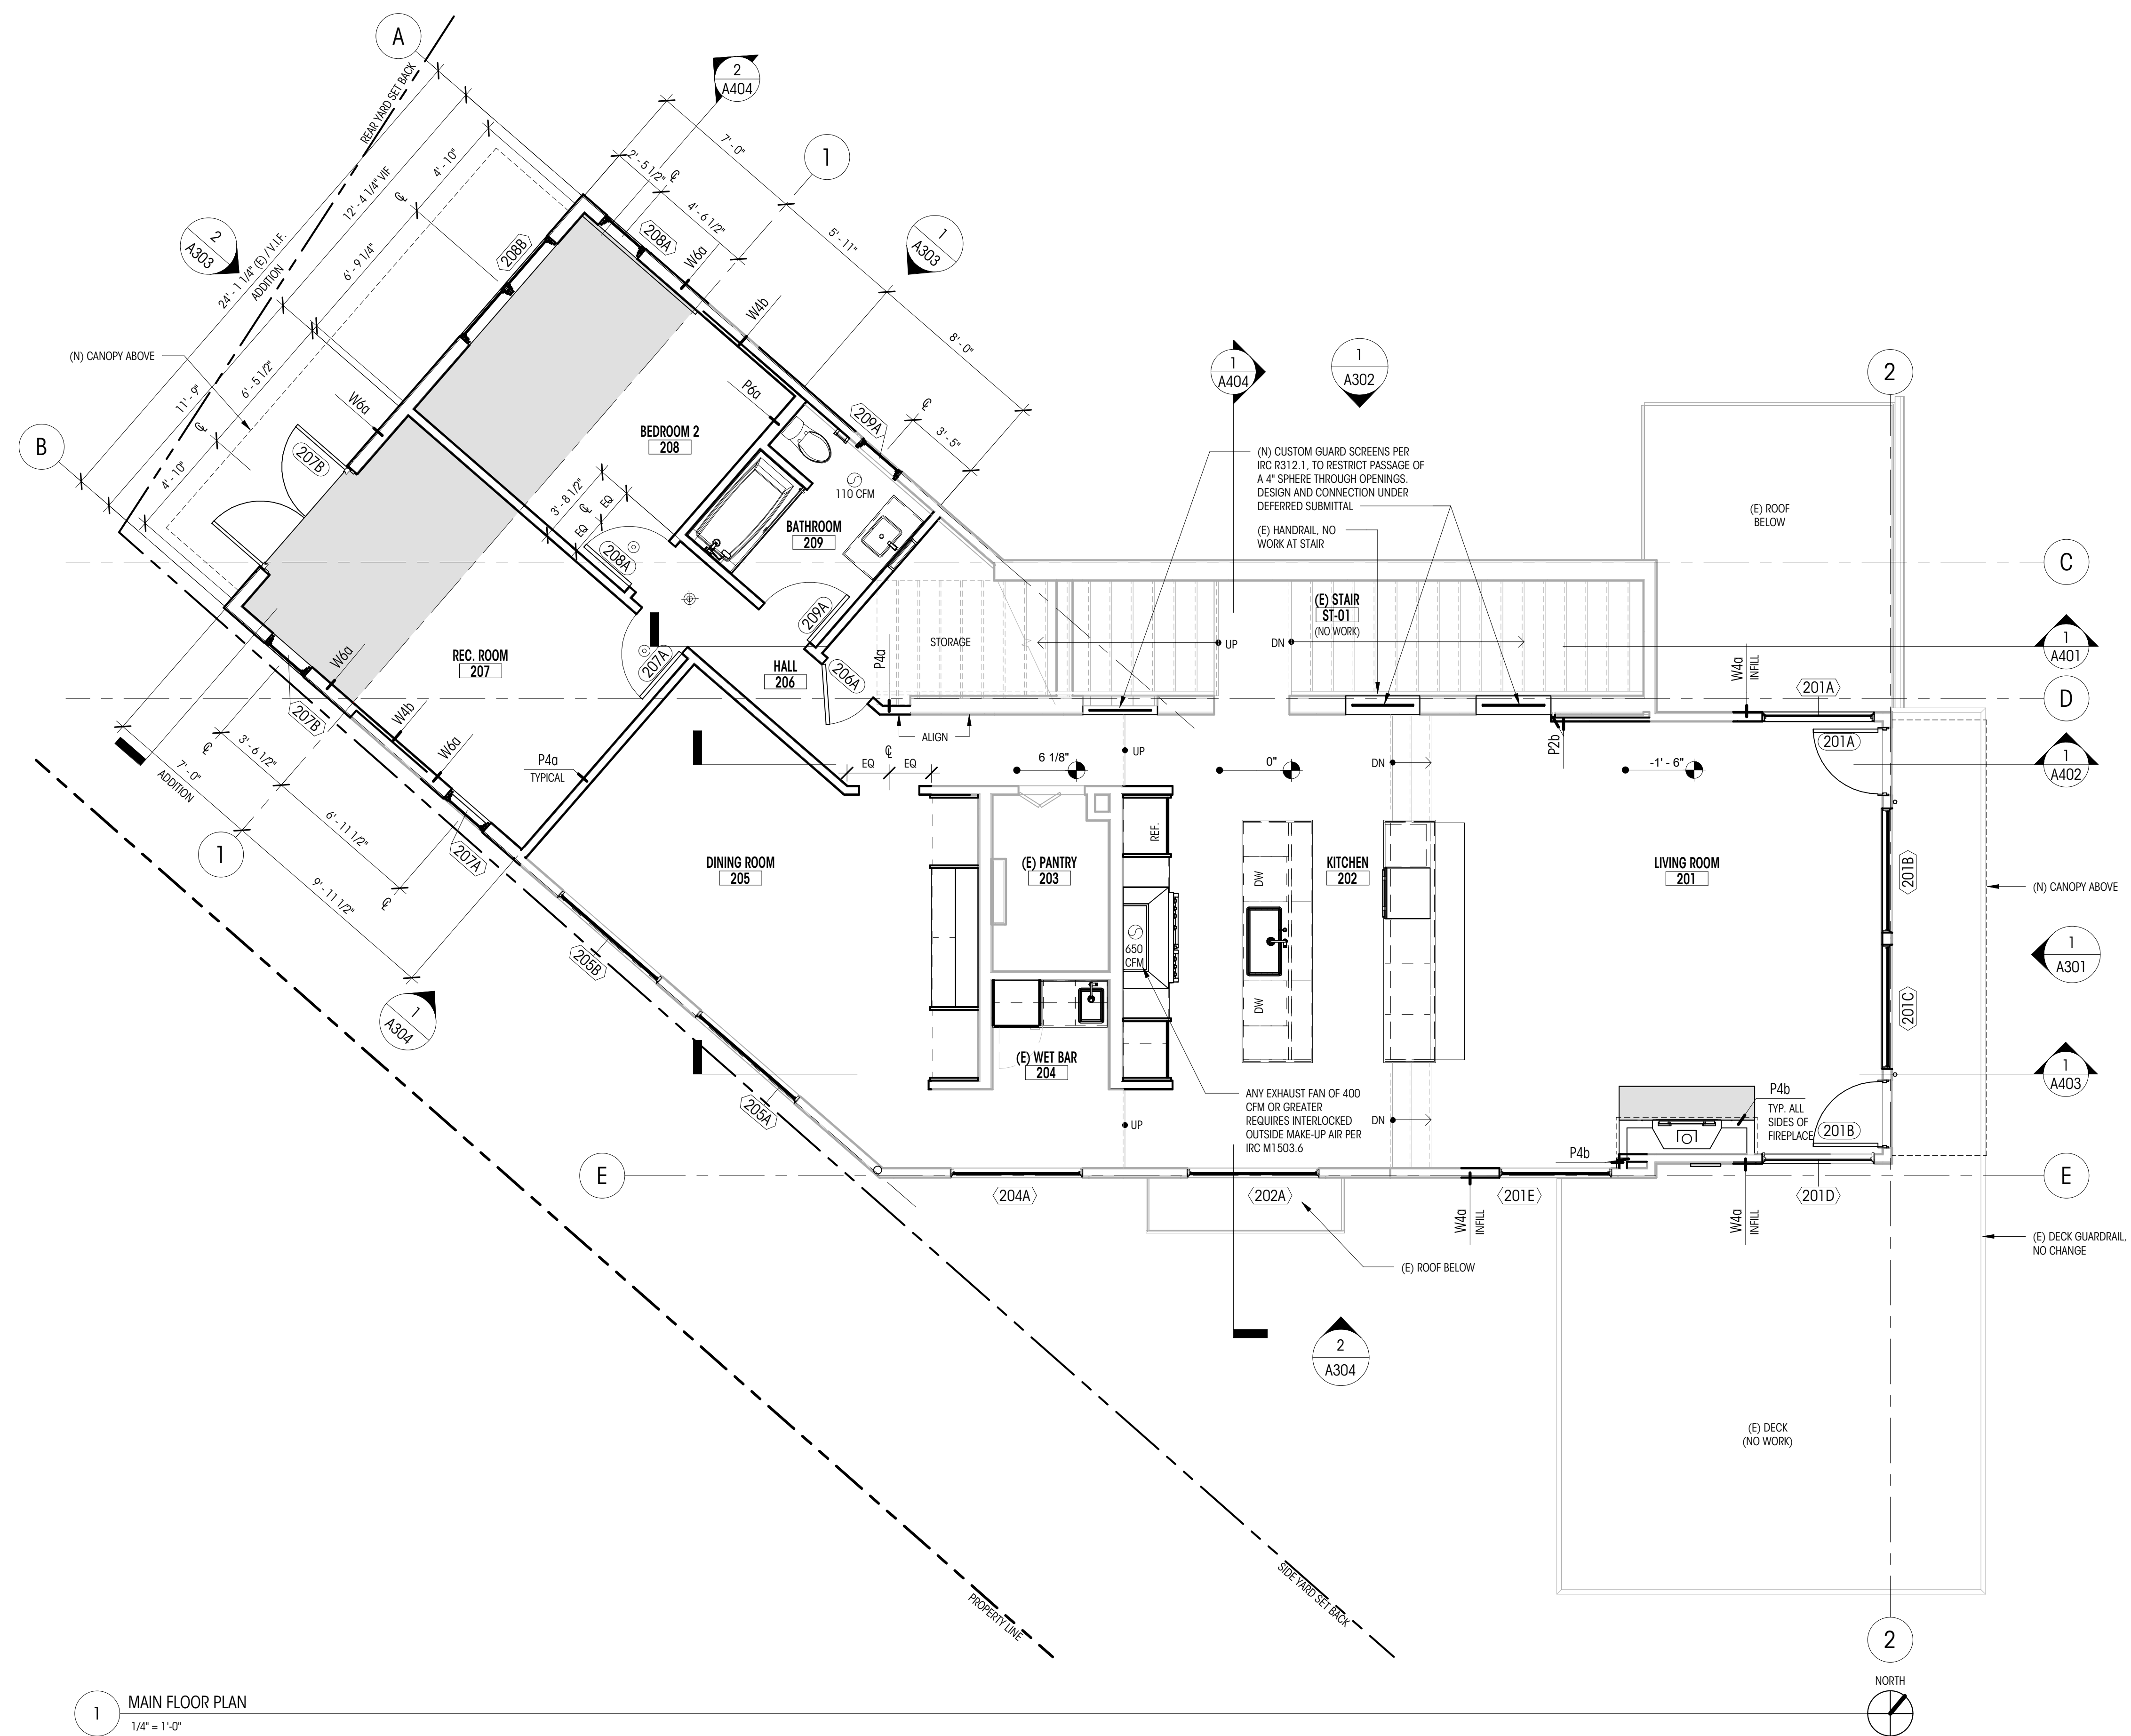 A
REAR YARD SET BACK
2
A404
7' - 0"
1
2' - 5 1/2"
4' - 10"
12' - 4 1/4" VIF
4' - 6 1/2"
208A
W6a
5' - 11"
1
A303
2
A303
24' - 1 1/4" (E) / V.I.F.
ADDITION
6' - 9 1/4"
208B
W4b
8' - 0"
(N) CANOPY ABOVE
11' - 9"
6' - 5 1/2"
W6a
P6a
1
A404
1
A302
2
B
4' - 10"
207B
BEDROOM 2
208
209A
3' - 5"
3' - 8 1/2"
EQ
EQ
110 CFM
BATHROOM
209
208A
(N) CUSTOM GUARD SCREENS PER
IRC R312.1, TO RESTRICT PASSAGE OF
A 4" SPHERE THROUGH OPENINGS.
DESIGN AND CONNECTION UNDER
DEFERRED SUBMITTAL
(E) HANDRAIL, NO
WORK AT STAIR
(E) ROOF
BELOW
C
209A
(E) STAIR
ST-01
(NO WORK)
STORAGE
UP
DN
1
A401
REC. ROOM
207
W6a
207A
HALL
206
206A
P4a
W4a
INFILL
201A
D
207B
W4b
W6a
ALIGN
P2b
201A
3' - 6 1/2"
7' - 0"
ADDITION
P4a
TYPICAL
EQ
EQ
UP
6 1/8"
0"
DN
-1' - 6"
1
A402
1
6' - 11 1/2"
207A
9' - 11 1/2"
REF.
DINING ROOM
205
(E) PANTRY
203
DW
KITCHEN
202
LIVING ROOM
201
201B
(N) CANOPY ABOVE
205B
650
CFM
1
A301
1
A304
DW
201C
(E) WET BAR
204
205A
1
A403
ANY EXHAUST FAN OF 400
CFM OR GREATER
REQUIRES INTERLOCKED
OUTSIDE MAKE-UP AIR PER
IRC M1503.6
UP
DN
P4b
TYP. ALL
SIDES OF
FIREPLACE
201B
P4b
E
204A
202A
201E
201D
E
W4a
INFILL
W4a
INFILL
(E) DECK GUARDRAIL,
NO CHANGE
(E) ROOF BELOW
2
A304
(E) DECK
(NO WORK)
PROPERTY LINE
SIDE YARD SET BACK
2
NORTH
1
MAIN FLOOR PLAN
1/4" = 1'-0"